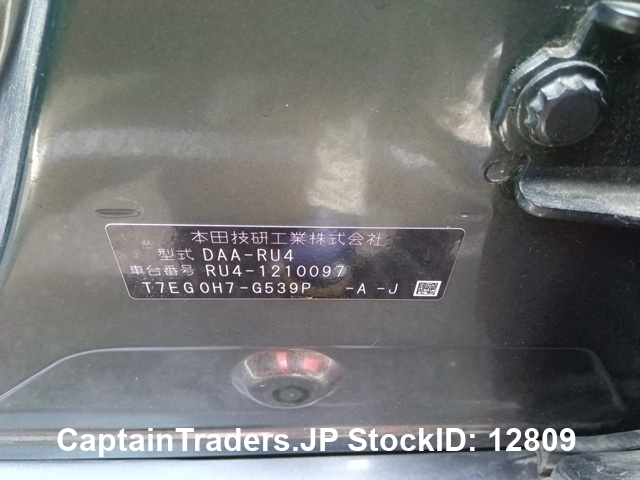 本田技研工業株式会社
型式 DAA-RU4
車台番号 RU4-1210097
T7EG0H7-G539P -A -J
CaptainTraders.JP StockID: 12809